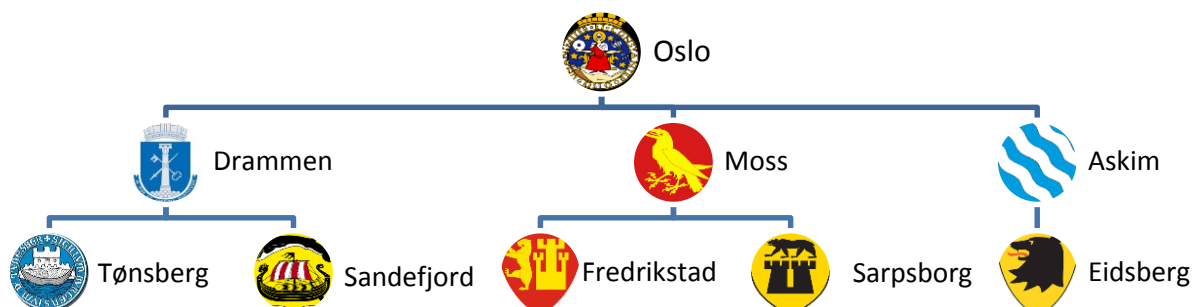 Oslo
Drammen
Moss
Askim
Tønsberg
Sandefjord
Fredrikstad
Sarpsborg
Eidsberg